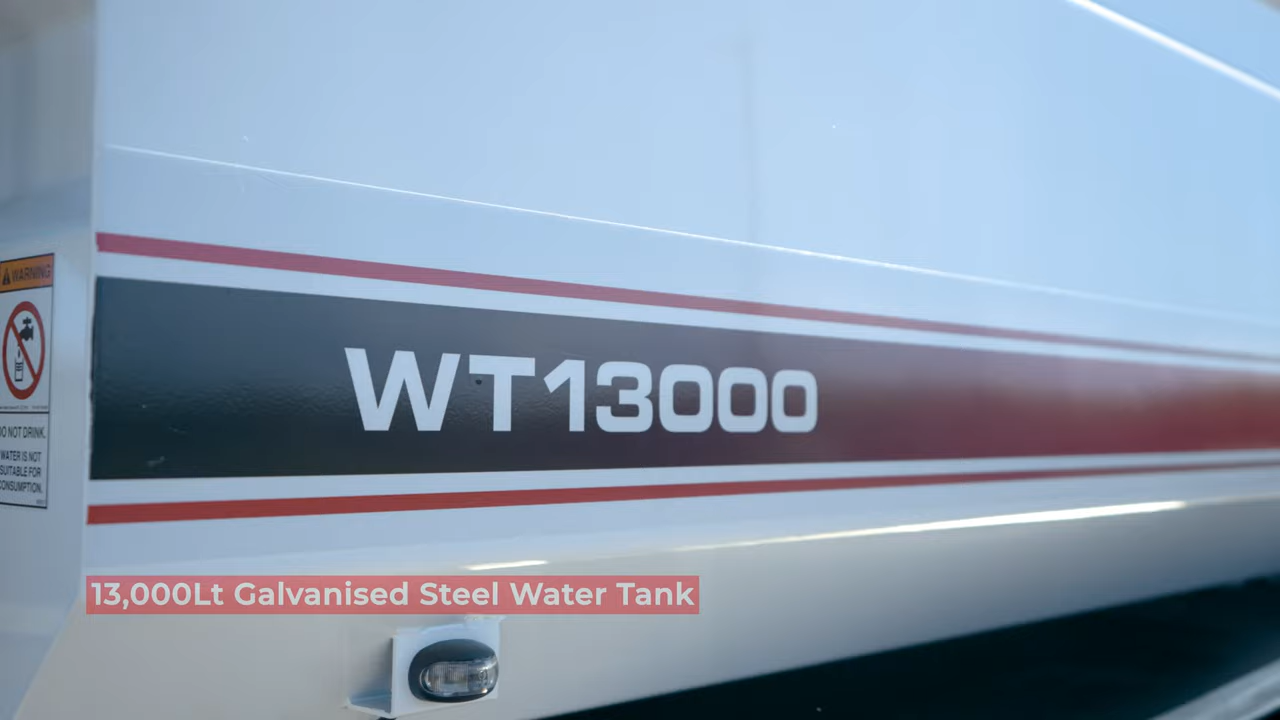 WARNING
WT13000
DO NOT DRINK.
WATER IS NOT
SUITABLE FOR
CONSUMPTION.
13,000Lt Galvanised Steel Water Tank